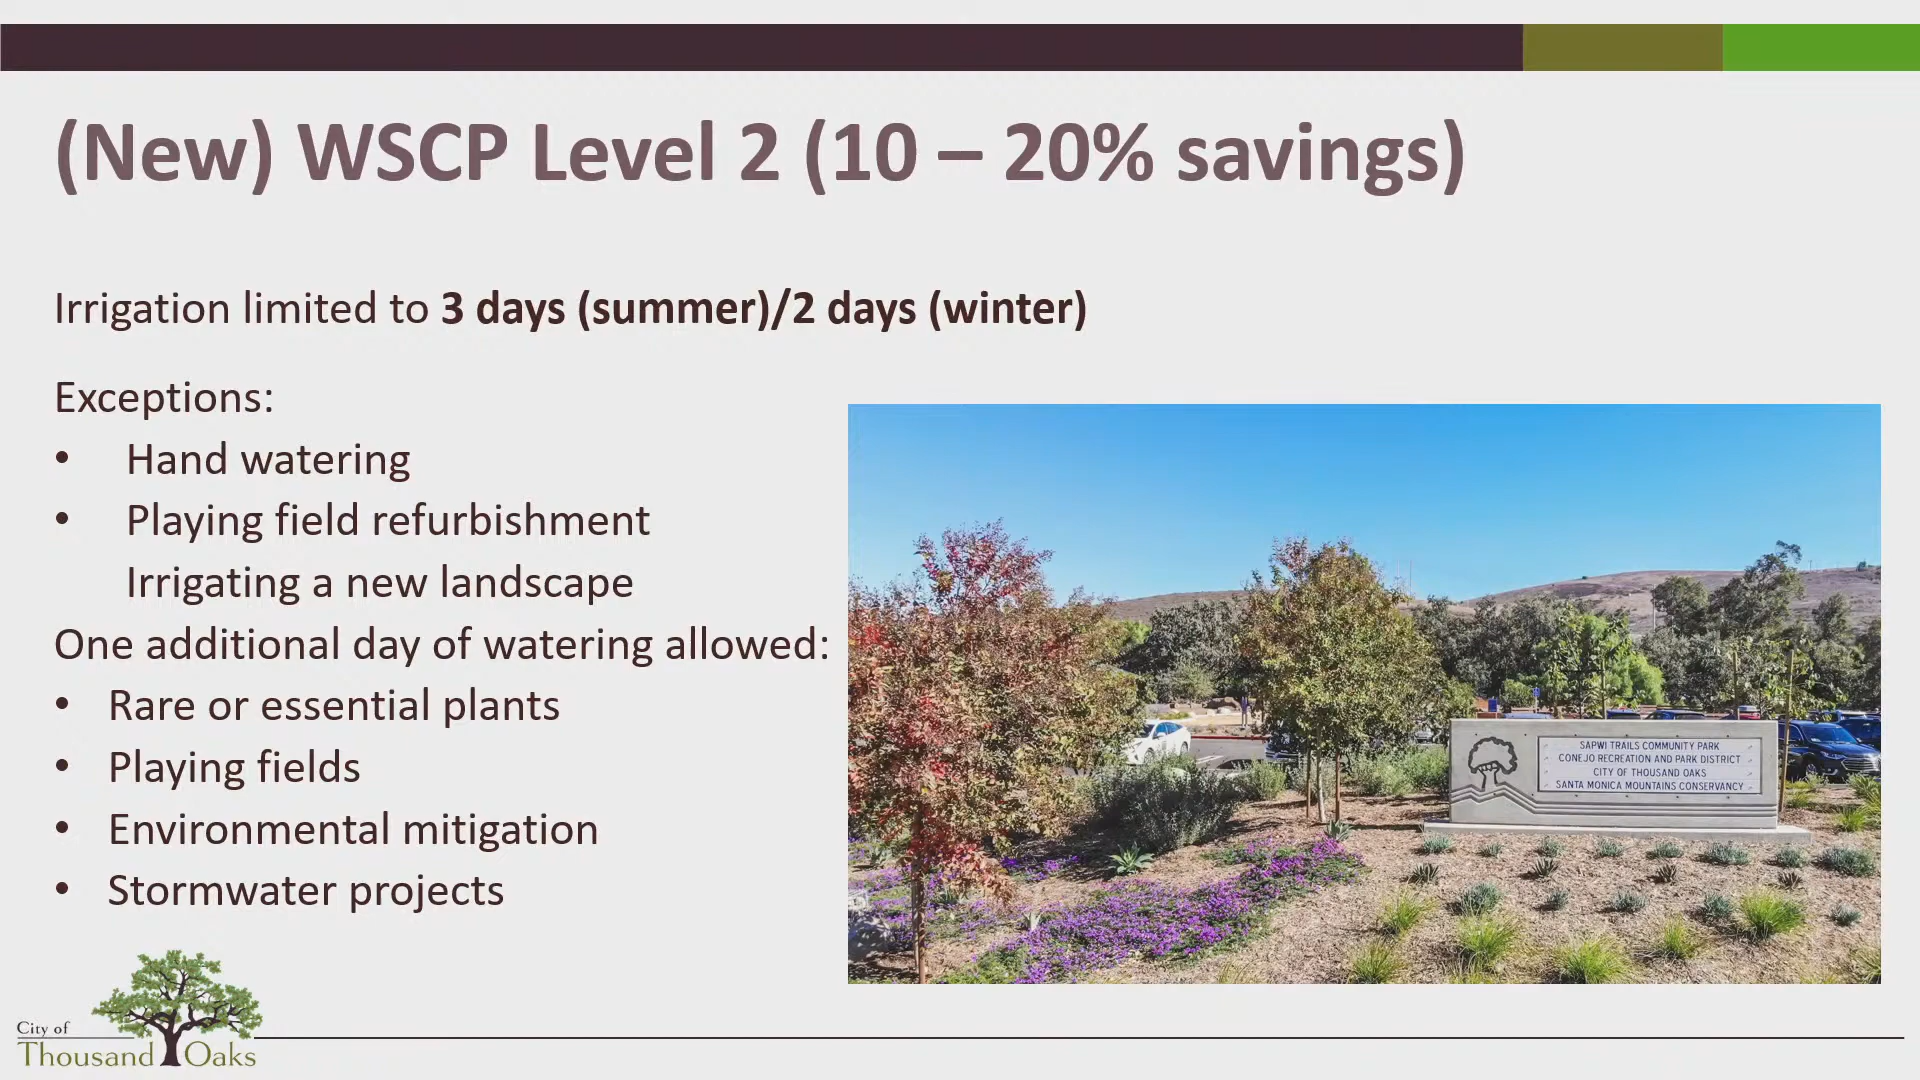 (New) WSCP Level 2 (10 – 20% savings)
Irrigation limited to 3 days (summer)/2 days (winter)
Exceptions:
• Hand watering
• Playing field refurbishment
Irrigating a new landscape
One additional day of watering allowed:
• Rare or essential plants
• Playing fields
• Environmental mitigation
• Stormwater projects
SAPWI TRAILS COMMUNITY PARK
CONEJO RECREATION AND PARK DISTRICT
CITY OF THOUSAND OAKS
SANTA MONICA MOUNTAINS CONSERVANCY
City of
Thousand Oaks